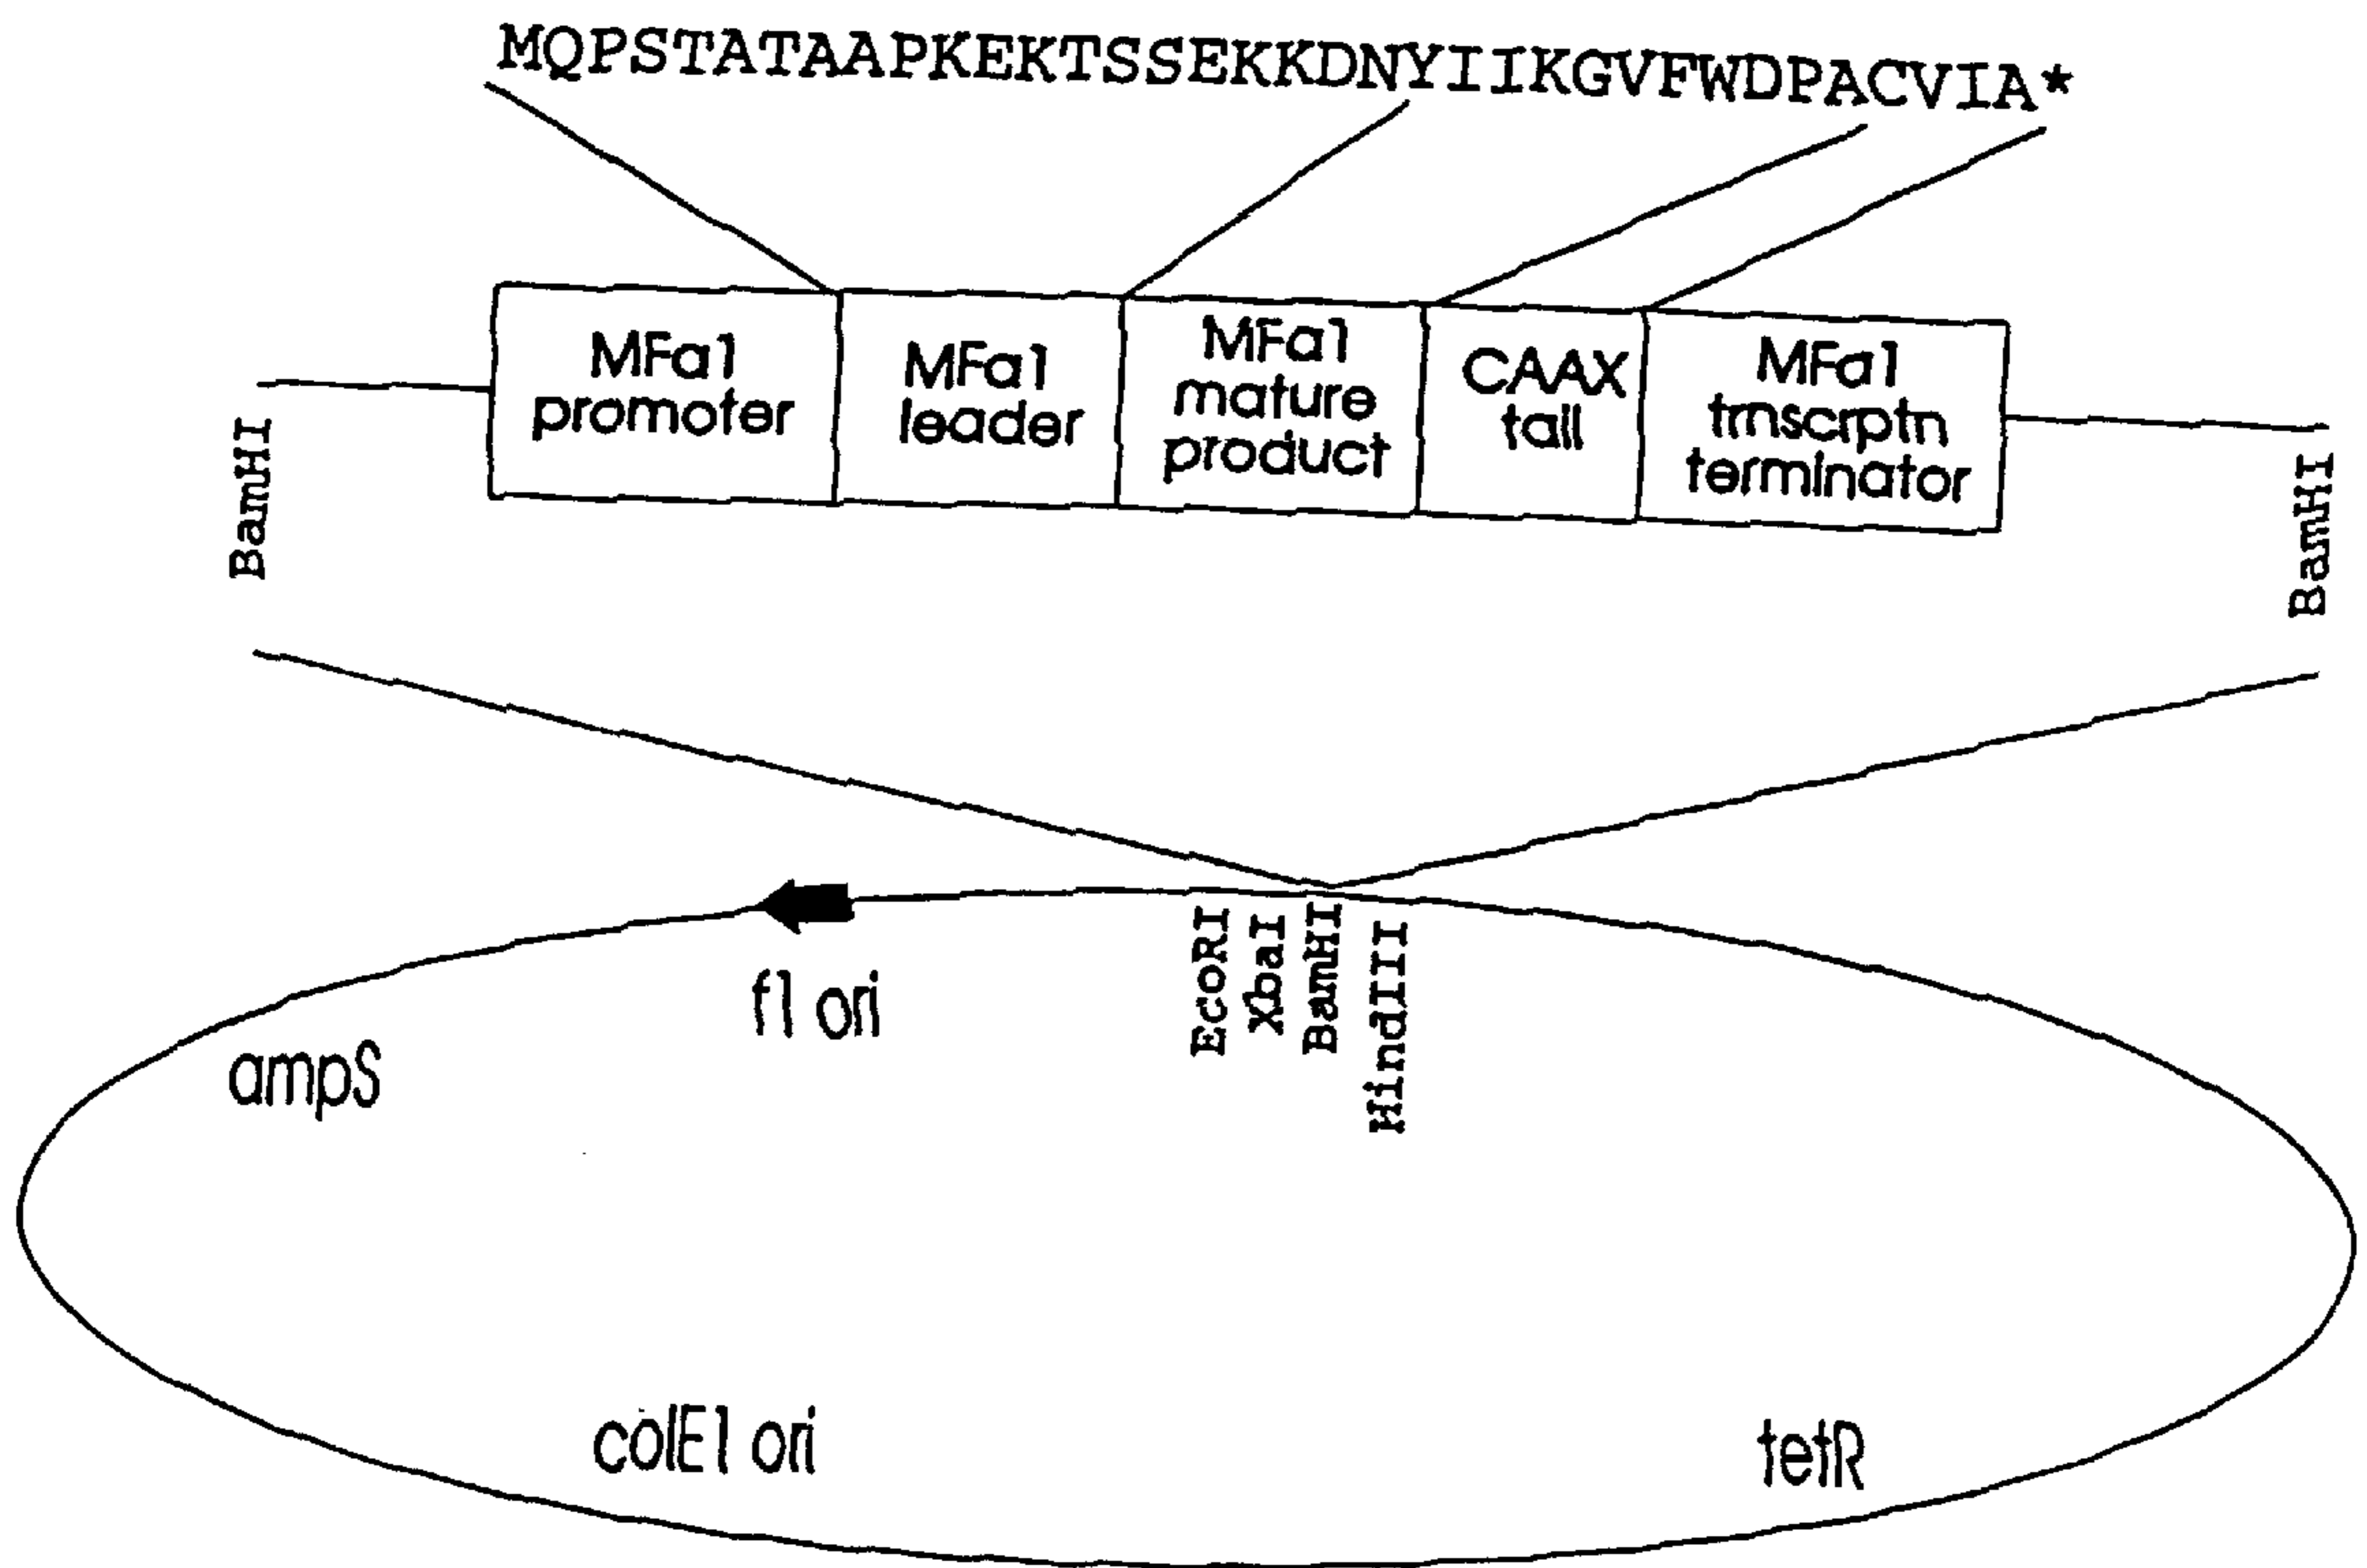 MQPSTATAAPKEKTSSEKKDNYIIKGVFWDPACVIA*
MFa1
promoter
MFa1
leader
MFa1
mature
product
CAAX
tail
MFa1
trnscrptn
terminator
BamHI
BamHI
EcoRI
XbaI
BamHI
HindIII
f1 ori
ampS
colE1 ori
tetR